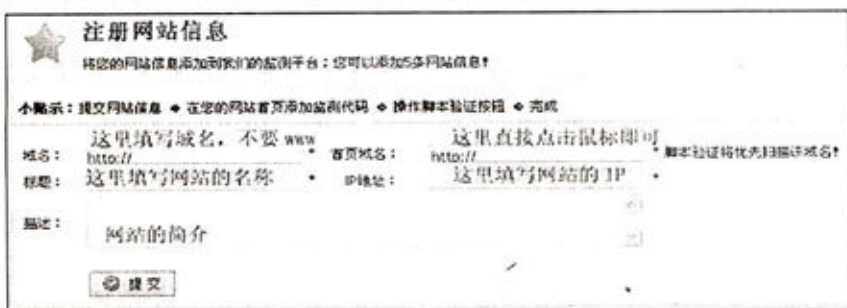 注册网站信息
将您的网站信息添加到我们的监测平台；您可以添加5多网站信息！
小贴示：提交网站信息 ◆ 在您的网站首页添加监测代码 ◆ 操作脚本验证按钮 ◆ 完成
这里填写域名，不要 www 这里直接点击鼠标即可
域名： http:// * 首页域名： http:// * 脚本验证将优先扫描该域名！
标题： 这里填写网站的名称 * IP地址： 这里填写网站的 IP *
描述：
网站的简介
提交